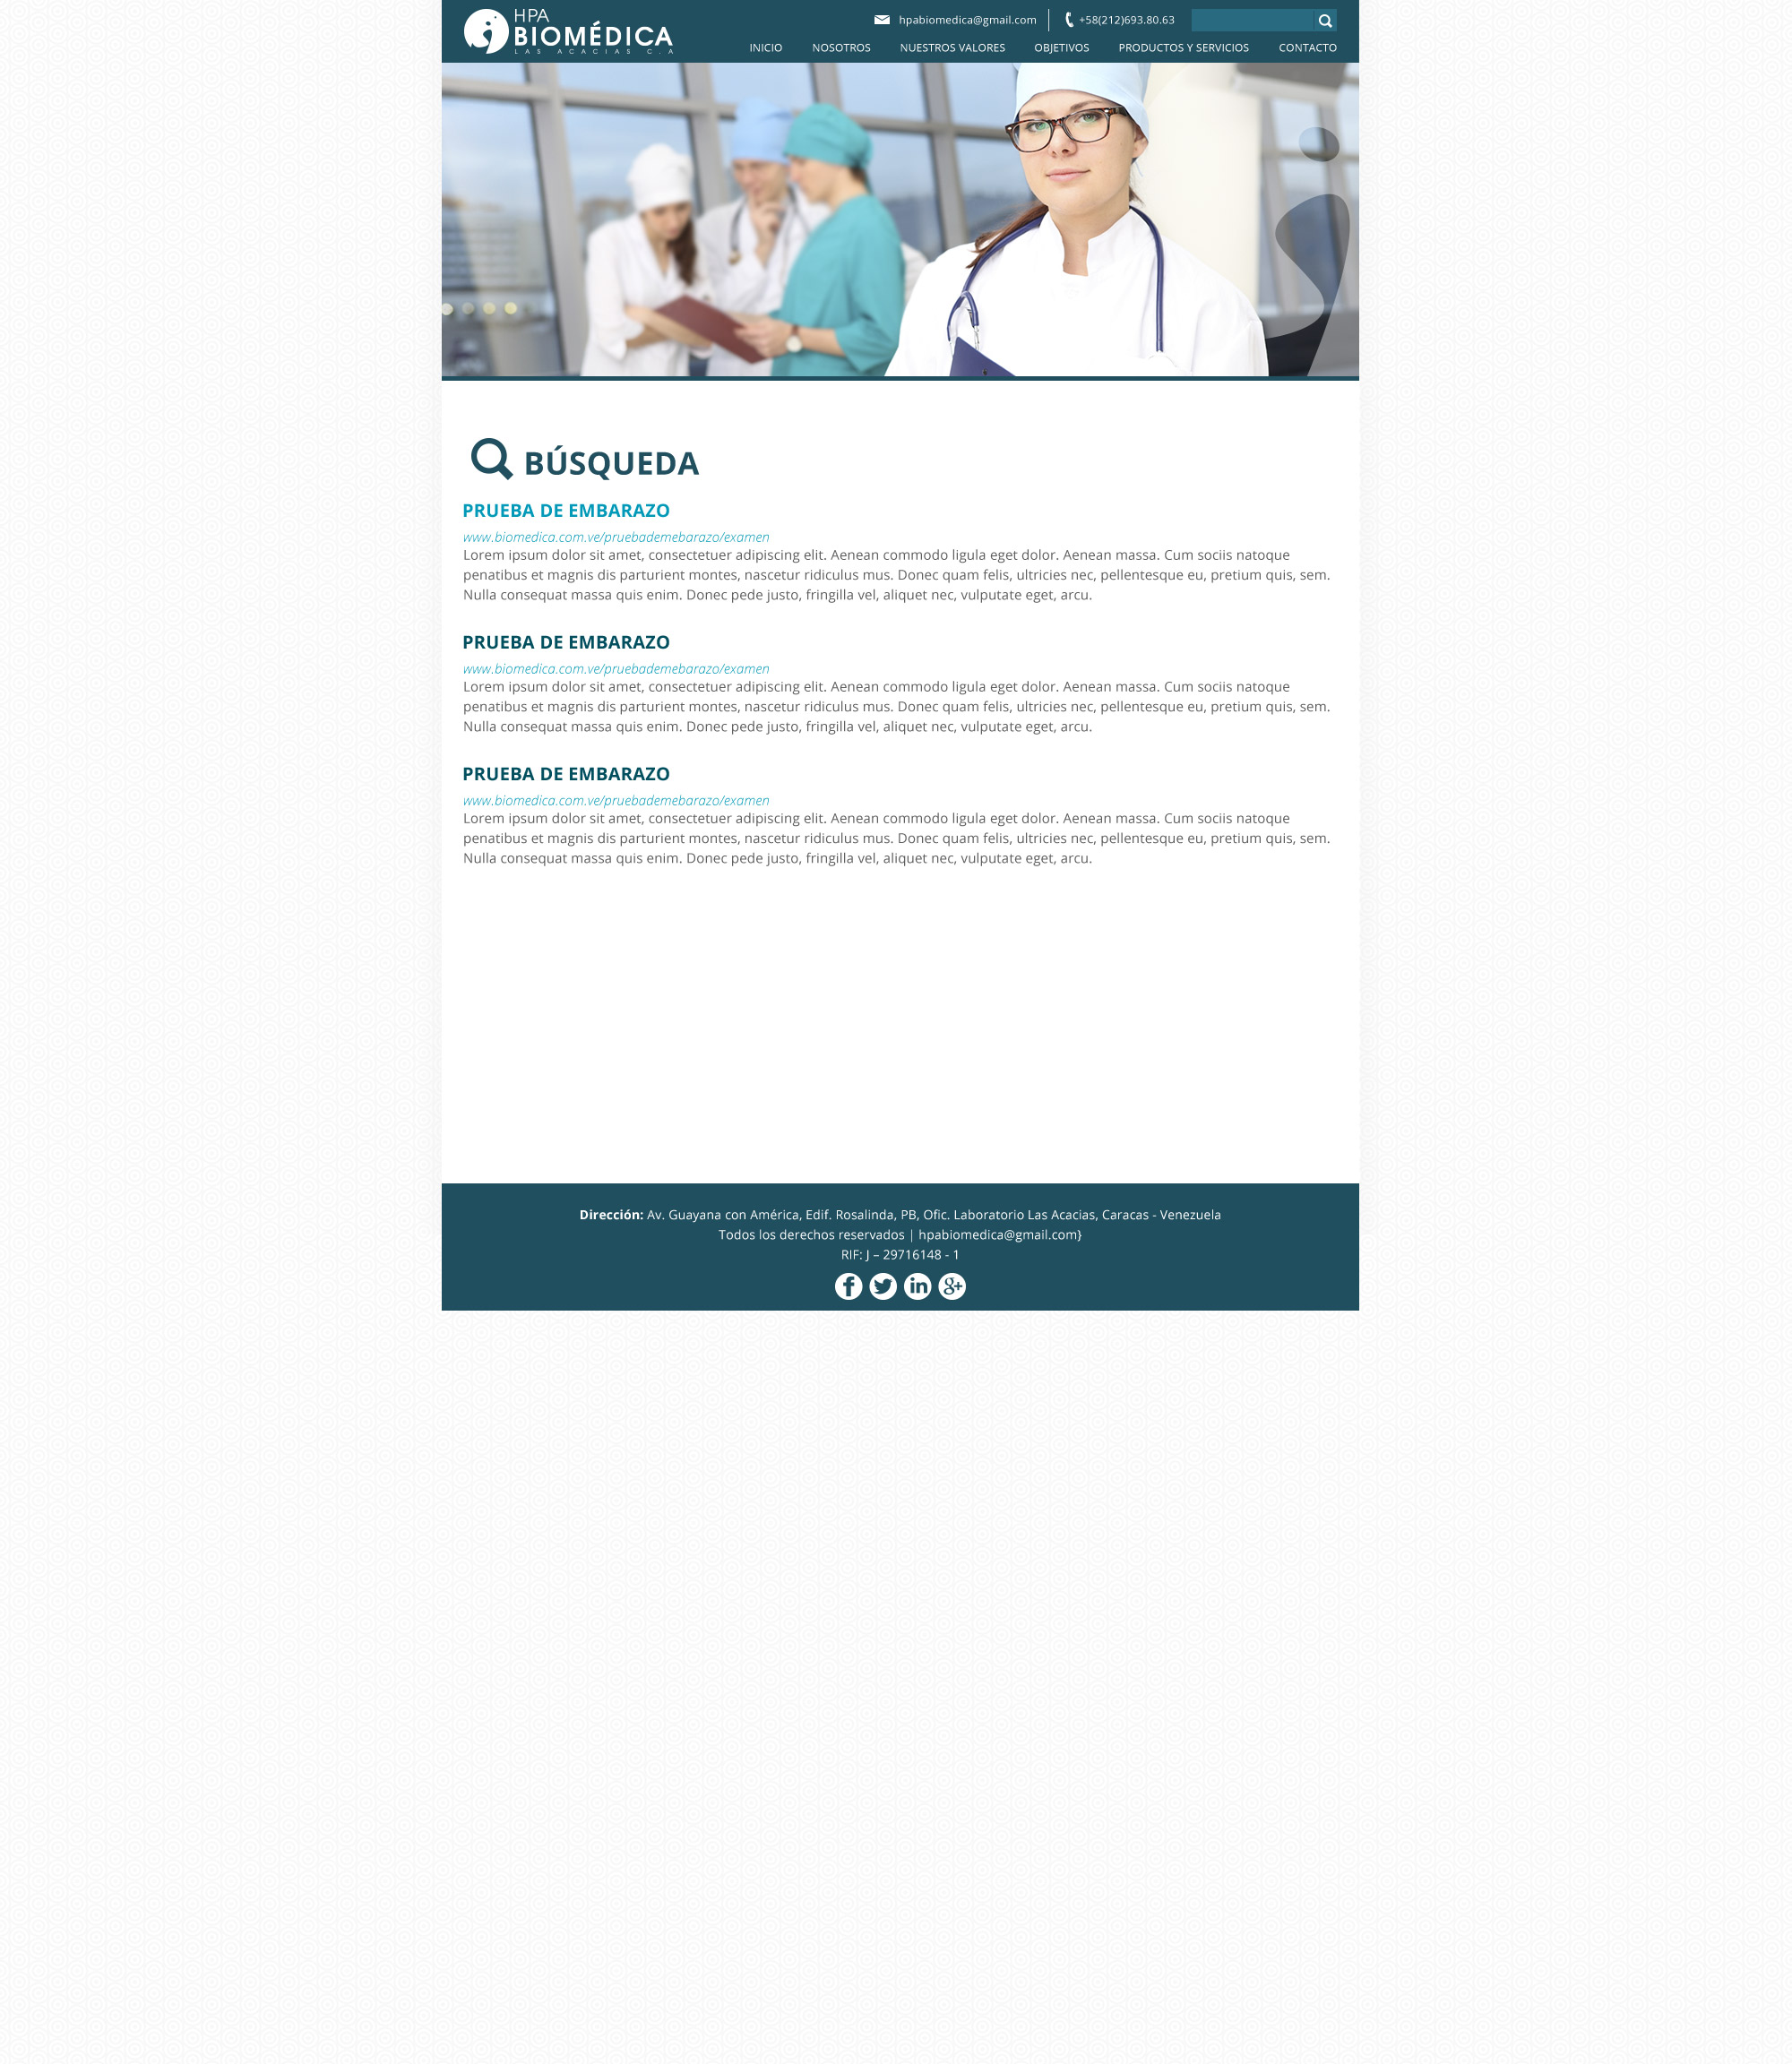 HPA
BIOMÉDICA
LAS ACACIAS C.A
hpabiomedica@gmail.com
+58(212)693.80.63
INICIO NOSOTROS NUESTROS VALORES OBJETIVOS PRODUCTOS Y SERVICIOS CONTACTO
BÚSQUEDA
PRUEBA DE EMBARAZO
www.biomedica.com.ve/pruebademebarazo/examen
Lorem ipsum dolor sit amet, consectetuer adipiscing elit. Aenean commodo ligula eget dolor. Aenean massa. Cum sociis natoque
penatibus et magnis dis parturient montes, nascetur ridiculus mus. Donec quam felis, ultricies nec, pellentesque eu, pretium quis, sem.
Nulla consequat massa quis enim. Donec pede justo, fringilla vel, aliquet nec, vulputate eget, arcu.
PRUEBA DE EMBARAZO
www.biomedica.com.ve/pruebademebarazo/examen
Lorem ipsum dolor sit amet, consectetuer adipiscing elit. Aenean commodo ligula eget dolor. Aenean massa. Cum sociis natoque
penatibus et magnis dis parturient montes, nascetur ridiculus mus. Donec quam felis, ultricies nec, pellentesque eu, pretium quis, sem.
Nulla consequat massa quis enim. Donec pede justo, fringilla vel, aliquet nec, vulputate eget, arcu.
PRUEBA DE EMBARAZO
www.biomedica.com.ve/pruebademebarazo/examen
Lorem ipsum dolor sit amet, consectetuer adipiscing elit. Aenean commodo ligula eget dolor. Aenean massa. Cum sociis natoque
penatibus et magnis dis parturient montes, nascetur ridiculus mus. Donec quam felis, ultricies nec, pellentesque eu, pretium quis, sem.
Nulla consequat massa quis enim. Donec pede justo, fringilla vel, aliquet nec, vulputate eget, arcu.
Dirección: Av. Guayana con América, Edif. Rosalinda, PB, Ofic. Laboratorio Las Acacias, Caracas - Venezuela
Todos los derechos reservados | hpabiomedica@gmail.com}
RIF: J – 29716148 - 1